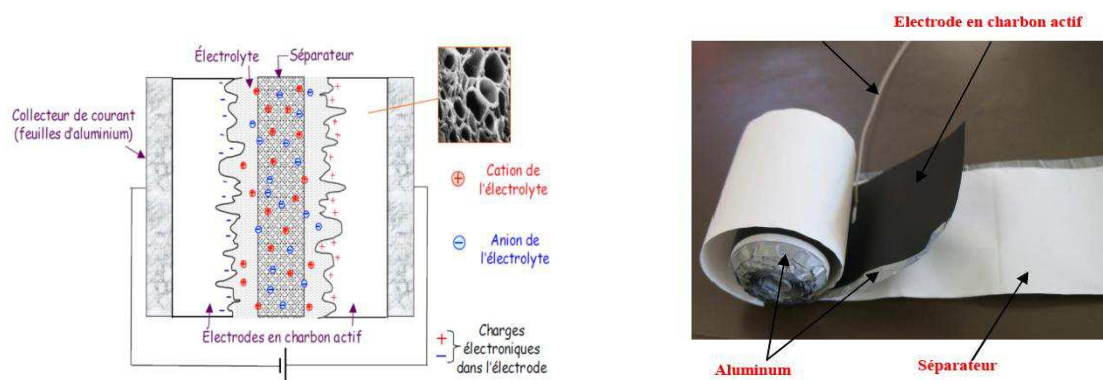 Électrolyte
Séparateur
Collecteur de courant
(feuilles d'aluminium)
Cation de
l'électrolyte
Anion de
l'électrolyte
Électrodes en charbon actif
Charges
électroniques
dans l'électrode
Electrode en charbon actif
Aluminum
Séparateur